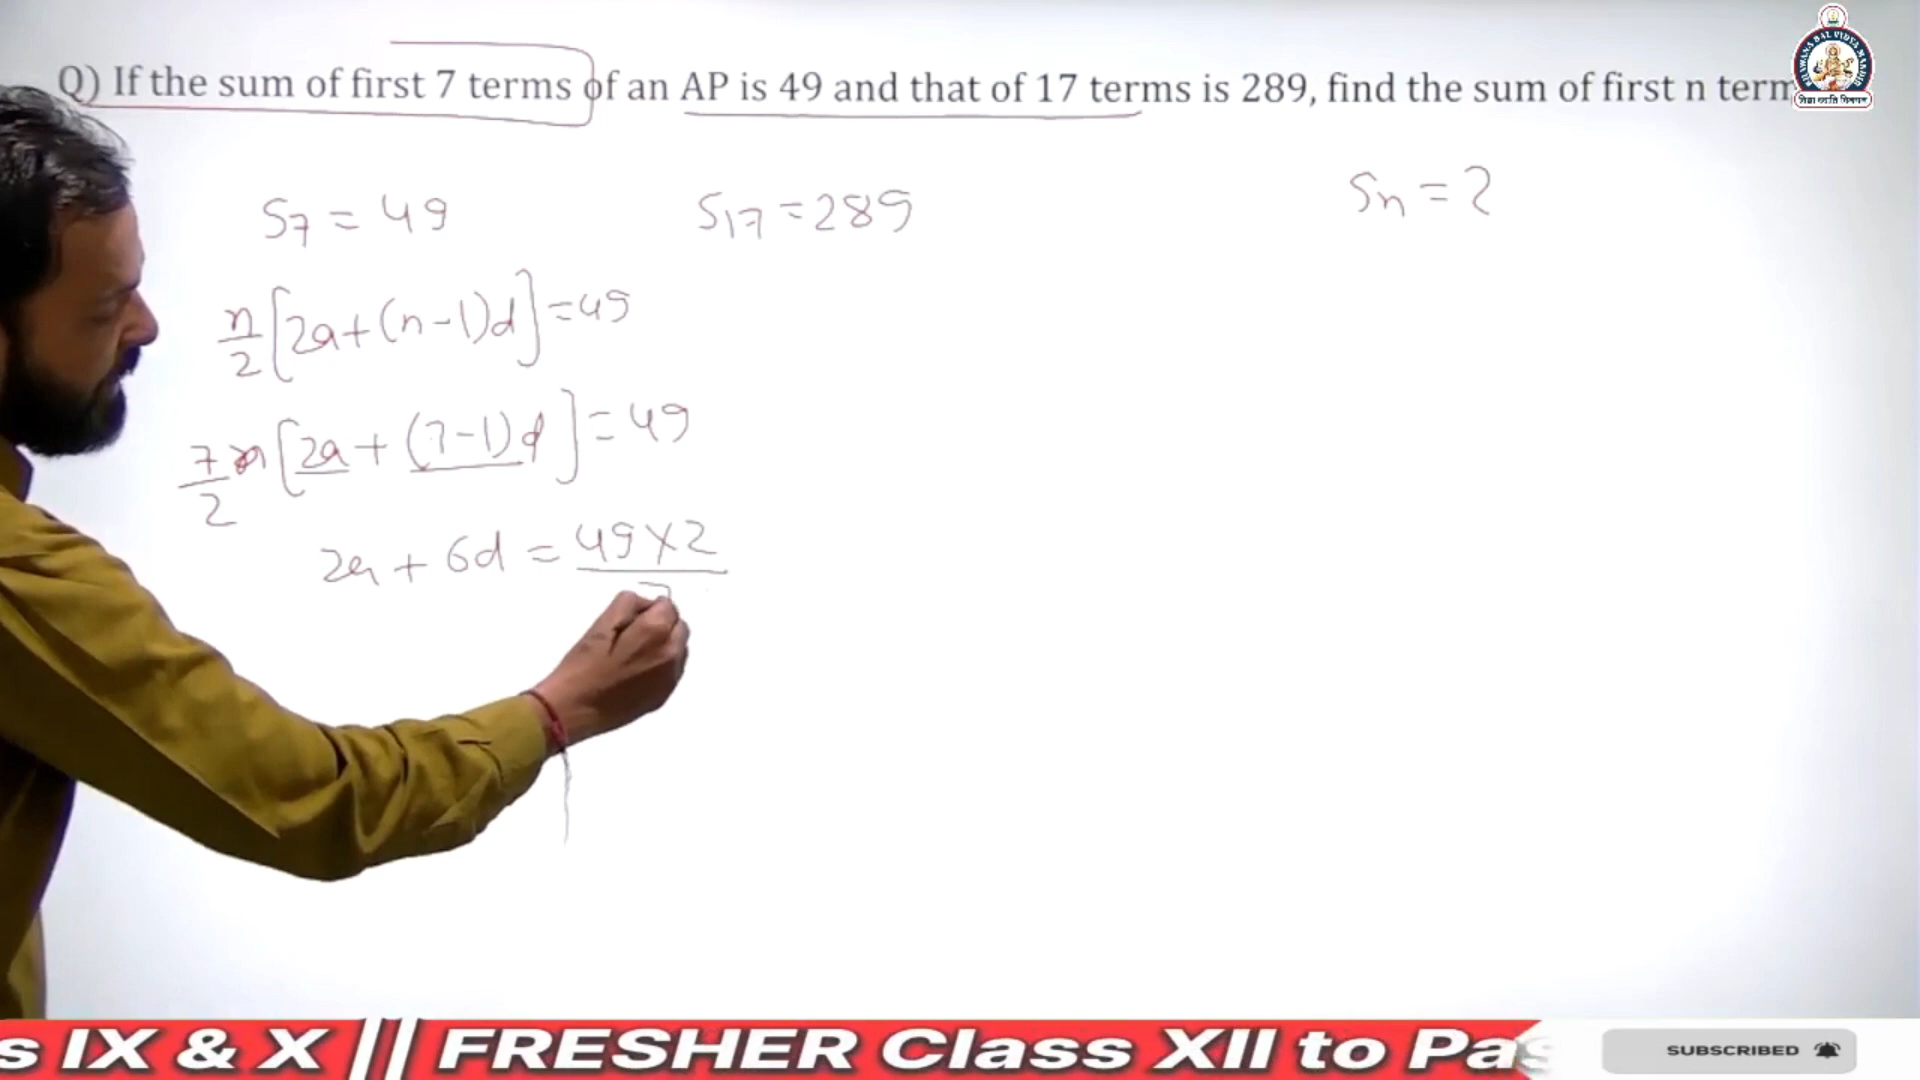 Q) If the sum of first 7 terms of an AP is 49 and that of 17 terms is 289, find the sum of first n term
S7 = 49 S17 = 289 Sn = ?
n/2 [2a + (n-1)d] = 49
7/2 [2a + (7-1)d] = 49
2a + 6d = 49 × 2 / 7
s IX & X || FRESHER Class XII to Pas
SUBSCRIBED